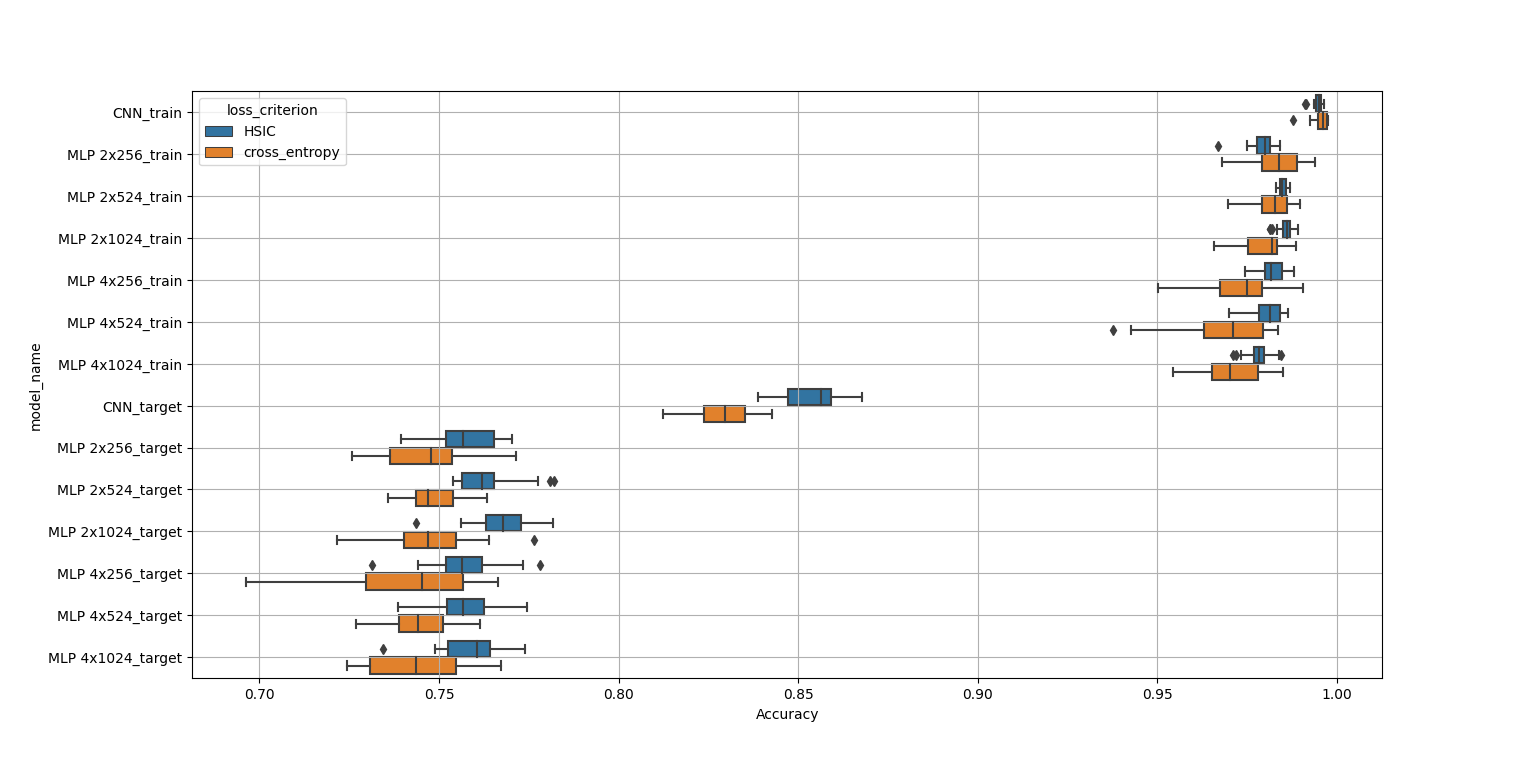 loss_criterion
HSIC
cross_entropy
model_name
CNN_train
MLP 2x256_train
MLP 2x524_train
MLP 2x1024_train
MLP 4x256_train
MLP 4x524_train
MLP 4x1024_train
CNN_target
MLP 2x256_target
MLP 2x524_target
MLP 2x1024_target
MLP 4x256_target
MLP 4x524_target
MLP 4x1024_target
0.70 0.75 0.80 0.85 0.90 0.95 1.00
Accuracy